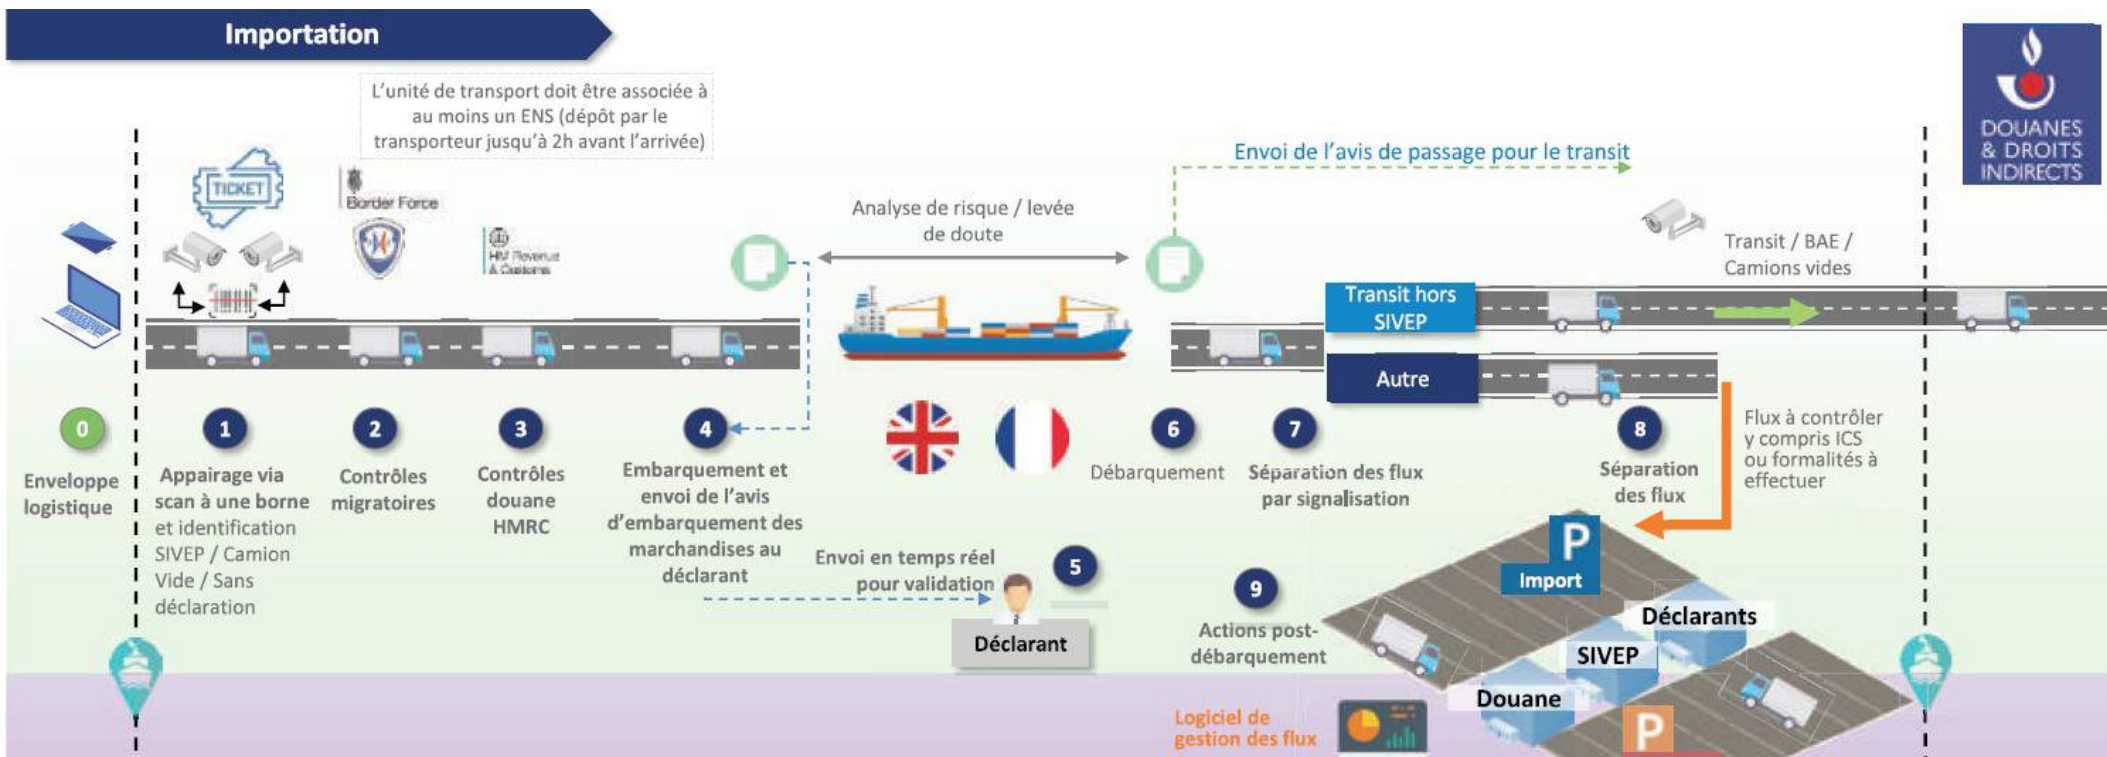 Importation
L'unité de transport doit être associée à
au moins un ENS (dépôt par le
transporteur jusqu'à 2h avant l'arrivée)
DOUANES
& DROITS
INDIRECTS
Envoi de l'avis de passage pour le transit
TICKET
Border Force
HM Revenue
& Customs
Analyse de risque / levée
de doute
Transit / BAE /
Camions vides
Transit hors
SIVEP
Autre
0
Enveloppe
logistique
1
Appairage via
scan à une borne
et identification
SIVEP / Camion
Vide / Sans
déclaration
2
Contrôles
migratoires
3
Contrôles
douane
HMRC
4
Embarquement et
envoi de l'avis
d'embarquement des
marchandises au
déclarant
Envoi en temps réel
pour validation
5
Déclarant
6
Débarquement
7
Séparation des flux
par signalisation
8
Séparation
des flux
Flux à contrôler
y compris ICS
ou formalités à
effectuer
9
Actions post-
débarquement
P
Import
Déclarants
SIVEP
Douane
P
Logiciel de
gestion des flux